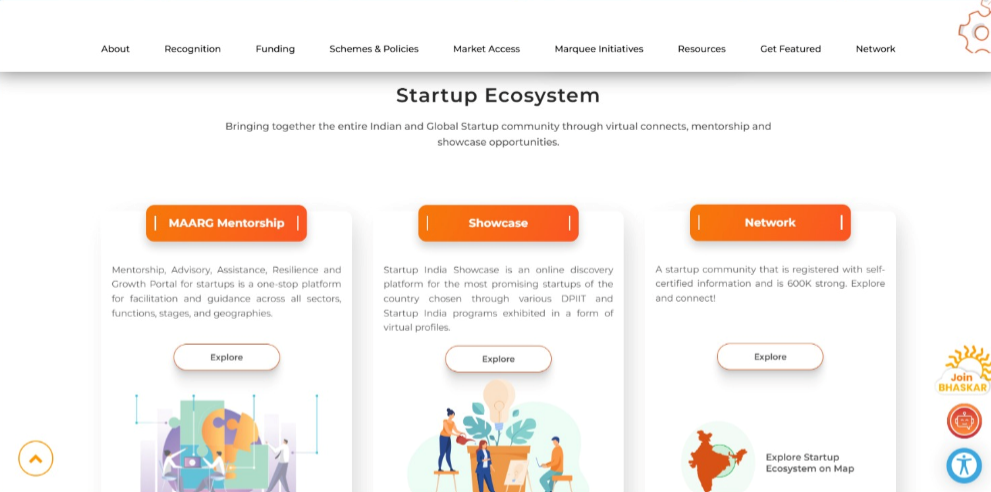 About
Recognition
Funding
Schemes & Policies
Market Access
Marquee Initiatives
Resources
Get Featured
Network
Startup Ecosystem
Bringing together the entire Indian and Global Startup community through virtual connects, mentorship and
showcase opportunities.
MAARG Mentorship
Mentorship, Advisory, Assistance, Resilience and
Growth Portal for startups is a one-stop platform
for facilitation and guidance across all sectors,
functions, stages, and geographies.
Explore
Showcase
Startup India Showcase is an online discovery
platform for the most promising startups of the
country chosen through various DPIIT and
Startup India programs exhibited in a form of
virtual profiles.
Explore
Network
A startup community that is registered with self-
certified information and is 600K strong. Explore
and connect!
Explore
Explore Startup
Ecosystem on Map
Join
BHASKAR